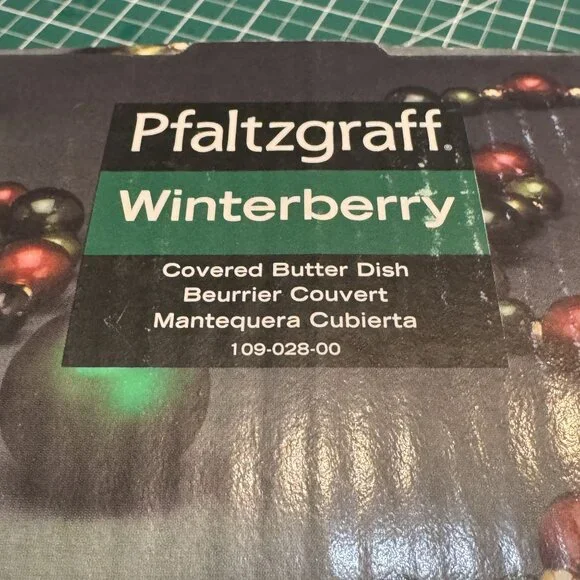 Pfaltzgraff®
Winterberry
Covered Butter Dish
Beurrier Couvert
Mantequera Cubierta
109-028-00